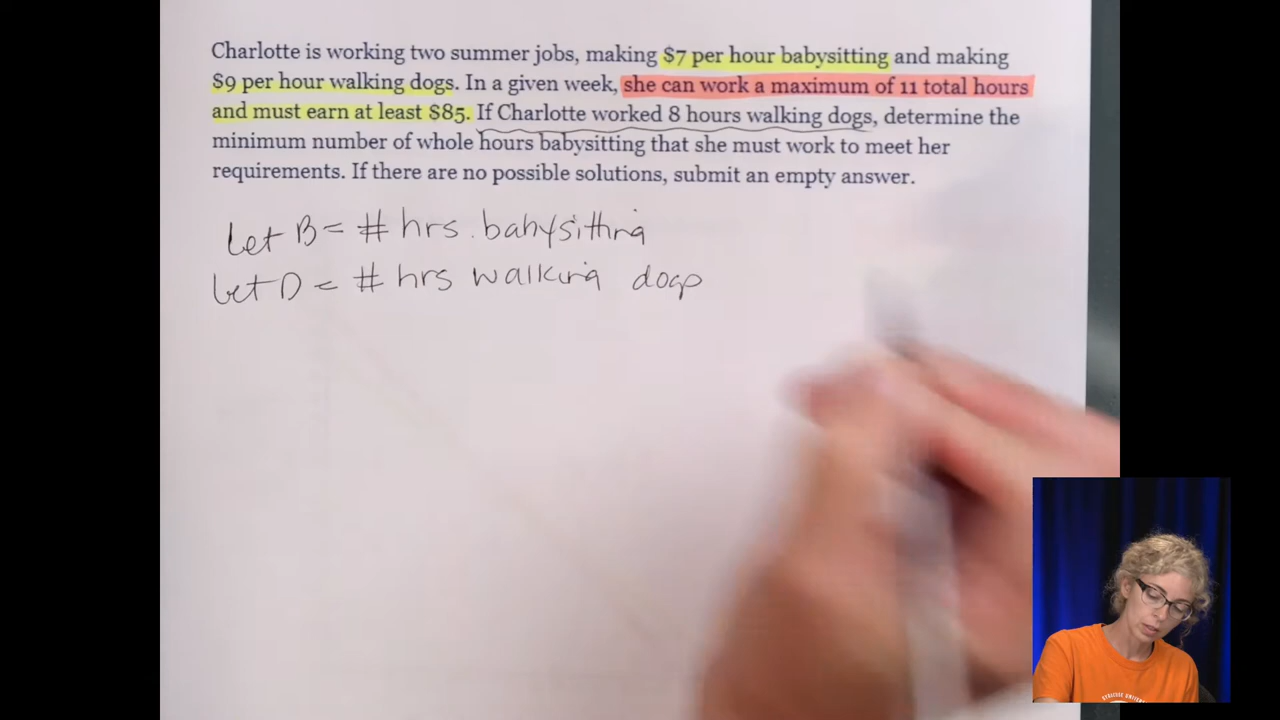 Charlotte is working two summer jobs, making $7 per hour babysitting and making
$9 per hour walking dogs. In a given week, she can work a maximum of 11 total hours
and must earn at least $85. If Charlotte worked 8 hours walking dogs, determine the
minimum number of whole hours babysitting that she must work to meet her
requirements. If there are no possible solutions, submit an empty answer.
Let B = # hrs. babysitting
Let D = # hrs walking dogs